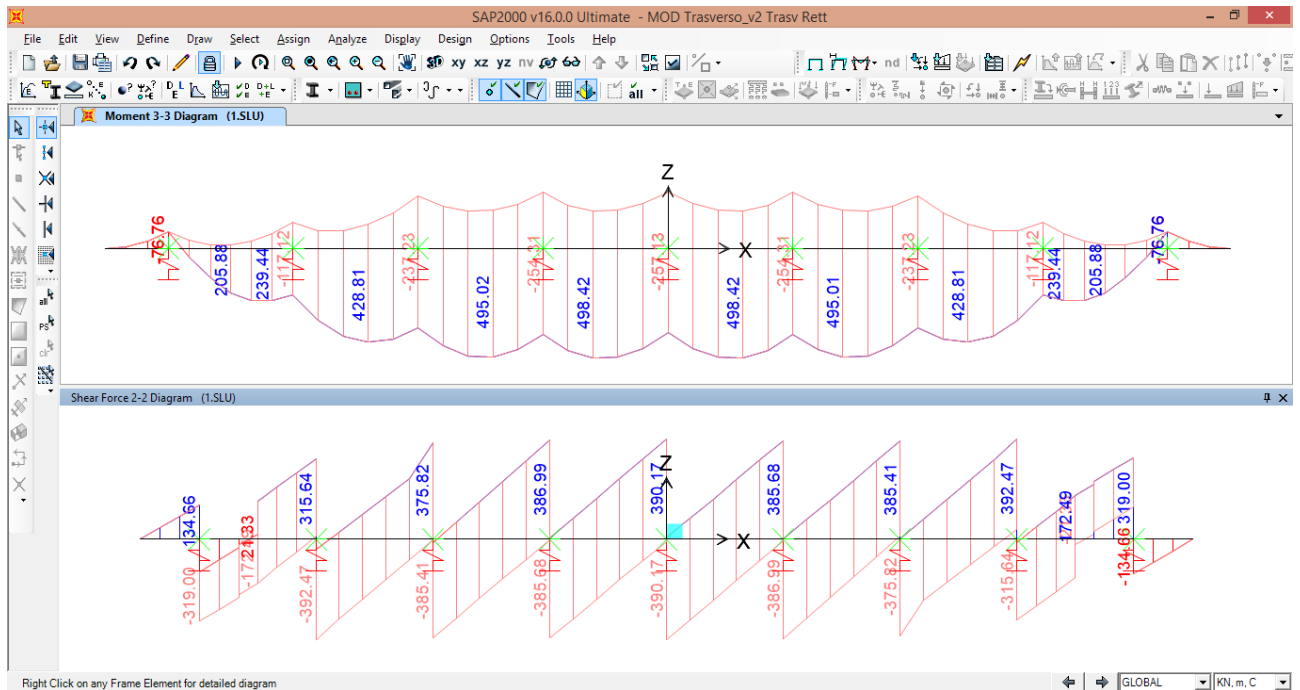 SAP2000 v16.0.0 Ultimate - MOD Trasverso_v2 Trasv Rett
File Edit View Define Draw Select Assign Analyze Display Design Options Tools Help
3D xy xz yz nv nd
all
Moment 3-3 Diagram (1.SLU)
Z
X
-76.76 205.88 239.44 -117.12 428.81 -237.23 495.02 -254.31 498.42 -257.13 498.42 -254.31 495.01 -237.23 428.81 -117.12 239.44 205.88 -76.76
all
PS
clr
Shear Force 2-2 Diagram (1.SLU)
134.66 315.64 375.82 386.99 390.17 385.68 385.41 392.47 172.49 319.00
Z
X
-319.00 -392.47 -385.41 -385.68 -390.17 -386.99 -375.82 -315.64 -134.66
Right Click on any Frame Element for detailed diagram
GLOBAL KN, m, C